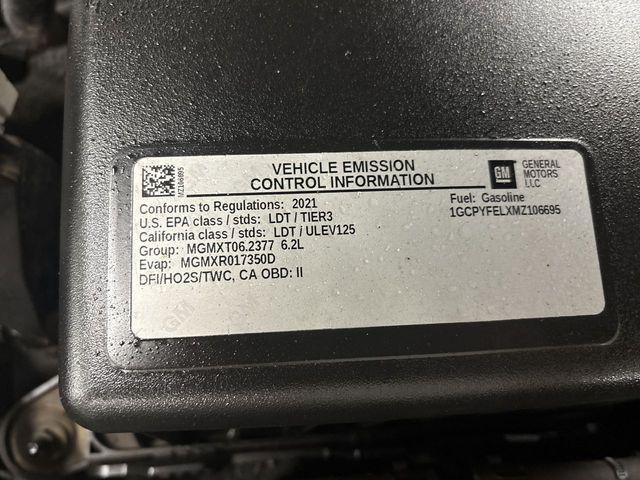 VEHICLE EMISSION
CONTROL INFORMATION
GM
GENERAL
MOTORS
LLC
Conforms to Regulations: 2021
U.S. EPA class / stds: LDT / TIER3
California class / stds: LDT / ULEV125
Group: MGMXT06.2377 6.2L
Evap: MGMXR017350D
DFI/HO2S/TWC, CA OBD: II
Fuel: Gasoline
1GCPYFELXMZ106695
GM